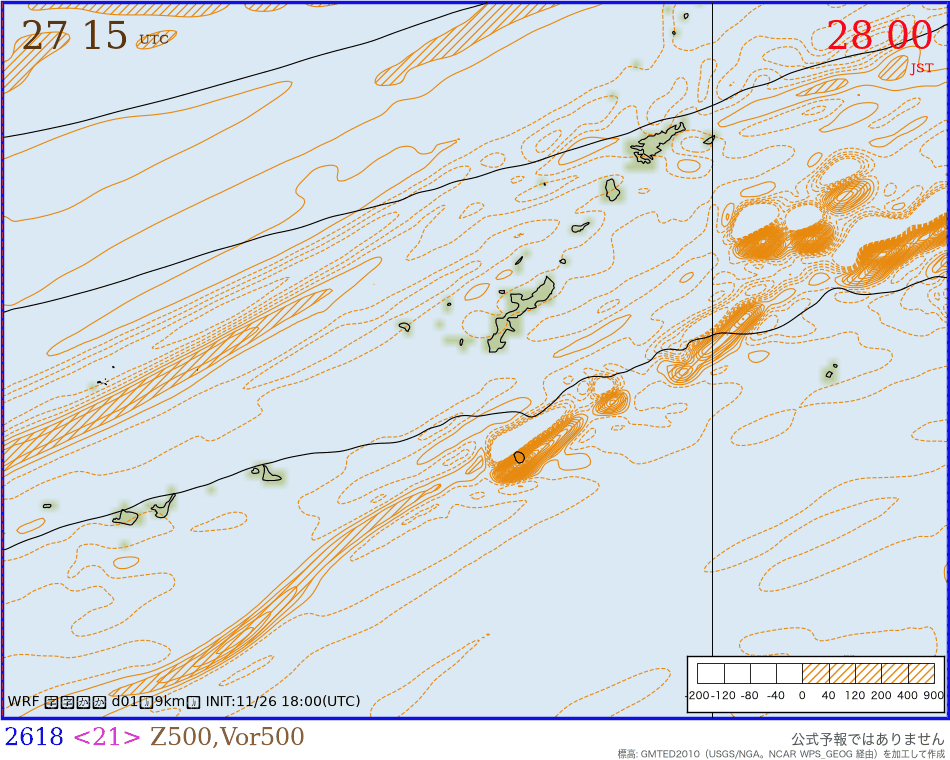 27 15 UTC
28 00
JST
-200 -120 -80 -40 0 40 120 200 400 900
WRF d01 9km INIT:11/26 18:00(UTC)
2618 <21> Z500,Vor500
公式予報ではありません
標高: GMTED2010（USGS/NGA。NCAR WPS_GEOG 経由）を加工して作成